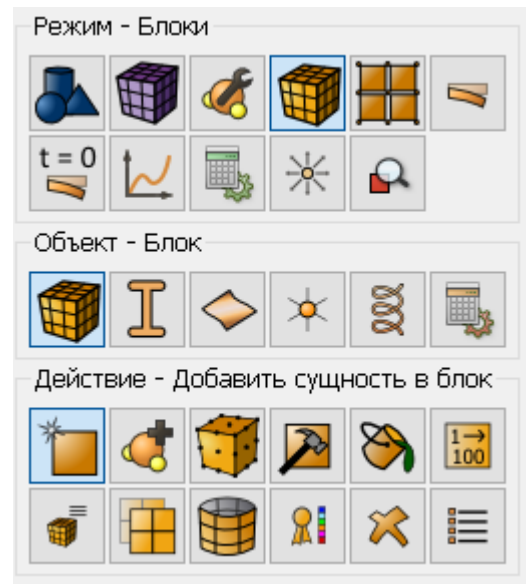 Режим - Блоки
t = 0
Объект - Блок
Действие - Добавить сущность в блок
1→
100